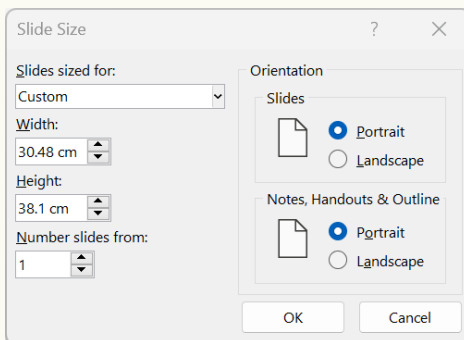 Slide Size
Slides sized for:
Custom
Width:
30.48 cm
Height:
38.1 cm
Number slides from:
1
Orientation
Slides
Portrait
Landscape
Notes, Handouts & Outline
Portrait
Landscape
OK
Cancel